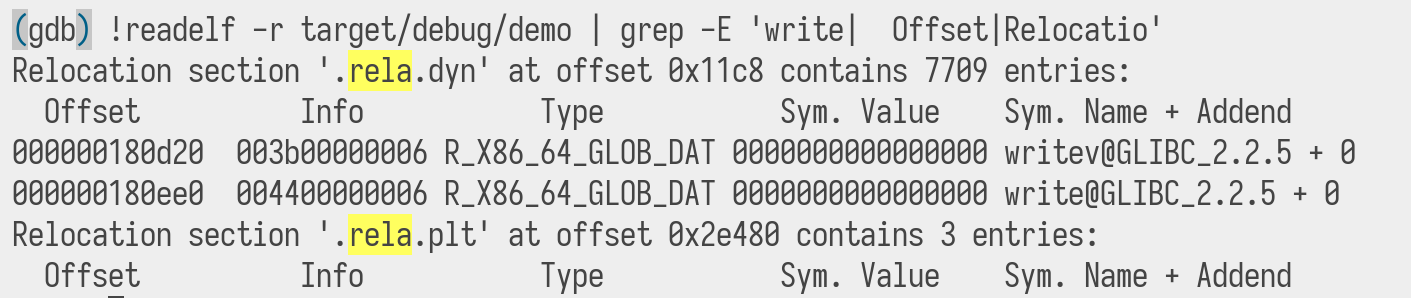 (gdb) !readelf -r target/debug/demo | grep -E 'write|  Offset|Relocatio'
Relocation section '.rela.dyn' at offset 0x11c8 contains 7709 entries:
  Offset          Info           Type           Sym. Value    Sym. Name + Addend
000000180d20  003b00000006 R_X86_64_GLOB_DAT 0000000000000000 writev@GLIBC_2.2.5 + 0
000000180ee0  004400000006 R_X86_64_GLOB_DAT 0000000000000000 write@GLIBC_2.2.5 + 0
Relocation section '.rela.plt' at offset 0x2e480 contains 3 entries:
  Offset          Info           Type           Sym. Value    Sym. Name + Addend